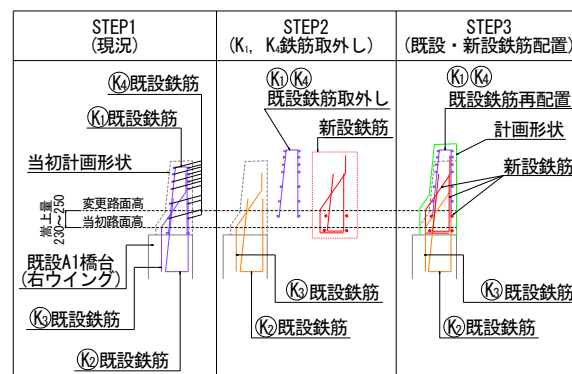 STEP1
(現況)
K4既設鉄筋
K1既設鉄筋
当初計画形状
変更路面高
当初路面高
嵩上量
230～250
既設A1橋台
(右ウイング)
K3既設鉄筋
K2既設鉄筋
STEP2
(K1, K4鉄筋取外し)
K1 K4
既設鉄筋取外し
新設鉄筋
K3既設鉄筋
K2既設鉄筋
STEP3
(既設・新設鉄筋配置)
K1 K4
既設鉄筋再配置
計画形状
新設鉄筋
K3既設鉄筋
K2既設鉄筋